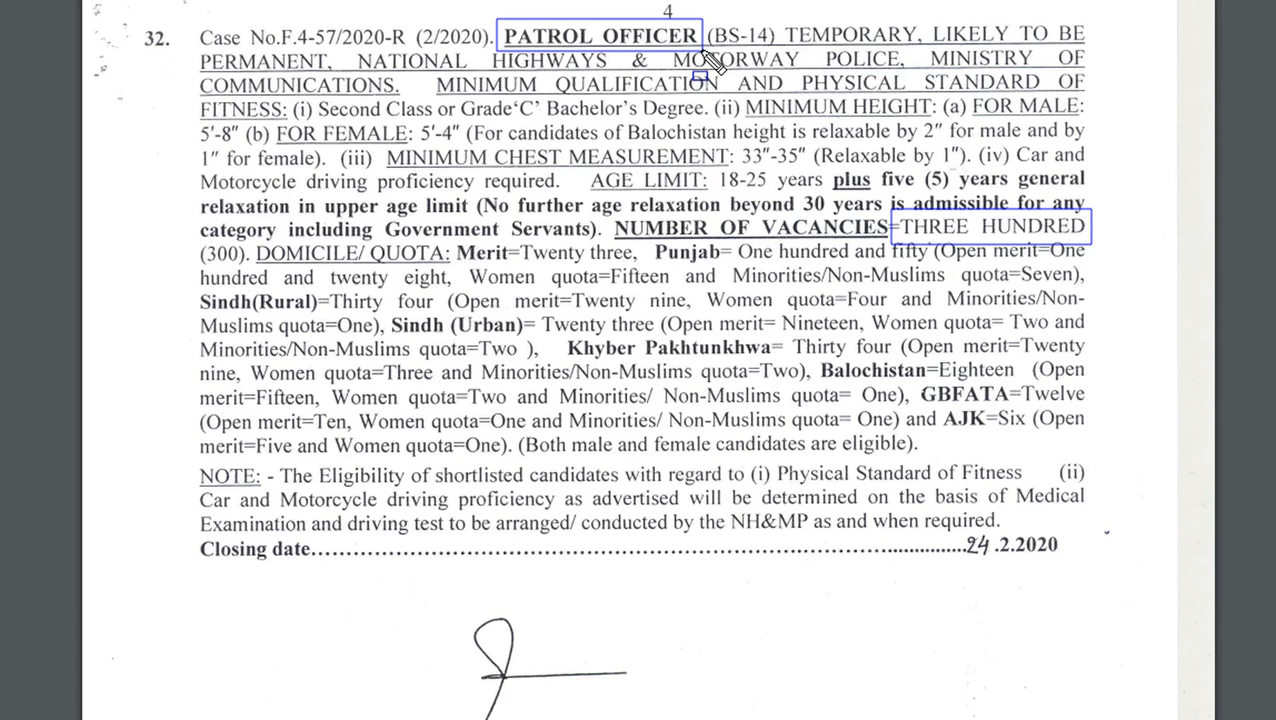 4
32. Case No.F.4-57/2020-R (2/2020). PATROL OFFICER (BS-14) TEMPORARY, LIKELY TO BE
PERMANENT, NATIONAL HIGHWAYS & MOTORWAY POLICE, MINISTRY OF
COMMUNICATIONS. MINIMUM QUALIFICATION AND PHYSICAL STANDARD OF
FITNESS: (i) Second Class or Grade‘C’ Bachelor’s Degree. (ii) MINIMUM HEIGHT: (a) FOR MALE:
5′-8″ (b) FOR FEMALE: 5′-4″ (For candidates of Balochistan height is relaxable by 2″ for male and by
1″ for female). (iii) MINIMUM CHEST MEASUREMENT: 33″-35″ (Relaxable by 1″). (iv) Car and
Motorcycle driving proficiency required. AGE LIMIT: 18-25 years plus five (5) years general
relaxation in upper age limit (No further age relaxation beyond 30 years is admissible for any
category including Government Servants). NUMBER OF VACANCIES=THREE HUNDRED
(300). DOMICILE/ QUOTA: Merit=Twenty three, Punjab= One hundred and fifty (Open merit=One
hundred and twenty eight, Women quota=Fifteen and Minorities/Non-Muslims quota=Seven),
Sindh(Rural)=Thirty four (Open merit=Twenty nine, Women quota=Four and Minorities/Non-
Muslims quota=One), Sindh (Urban)= Twenty three (Open merit= Nineteen, Women quota= Two and
Minorities/Non-Muslims quota=Two ), Khyber Pakhtunkhwa= Thirty four (Open merit=Twenty
nine, Women quota=Three and Minorities/Non-Muslims quota=Two), Balochistan=Eighteen (Open
merit=Fifteen, Women quota=Two and Minorities/ Non-Muslims quota= One), GBFATA=Twelve
(Open merit=Ten, Women quota=One and Minorities/ Non-Muslims quota= One) and AJK=Six (Open
merit=Five and Women quota=One). (Both male and female candidates are eligible).
NOTE: - The Eligibility of shortlisted candidates with regard to (i) Physical Standard of Fitness (ii)
Car and Motorcycle driving proficiency as advertised will be determined on the basis of Medical
Examination and driving test to be arranged/ conducted by the NH&MP as and when required.
Closing date……………………………………………………………………………..............24.2.2020